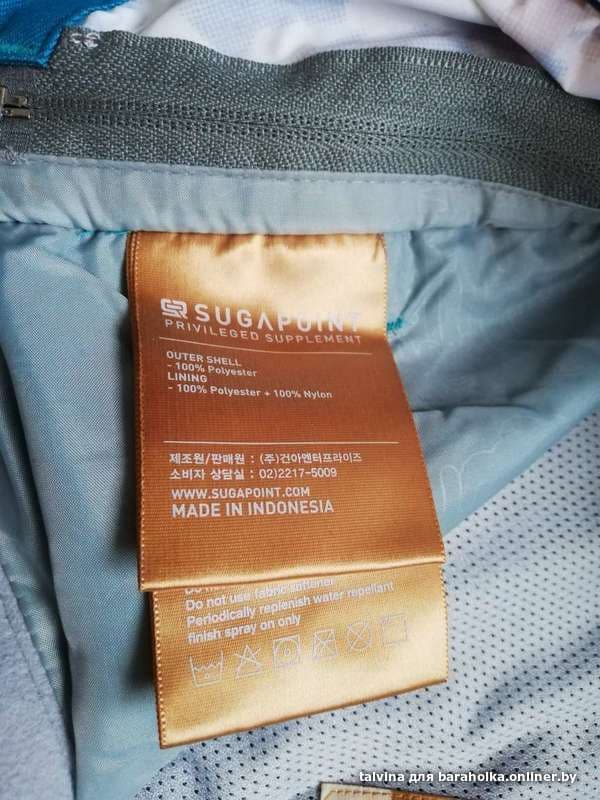 SUGAPOINT
PRIVILEGED SUPPLEMENT
OUTER SHELL
- 100% Polyester
LINING
- 100% Polyester + 100% Nylon
제조원/판매원 : (주)건아엔터프라이즈
소비자 상담실 : 02)2217-5009
WWW.SUGAPOINT.COM
MADE IN INDONESIA
Do not use fabric softener
Periodically replenish water repellant
finish spray on only
talvina для baraholka.onliner.by